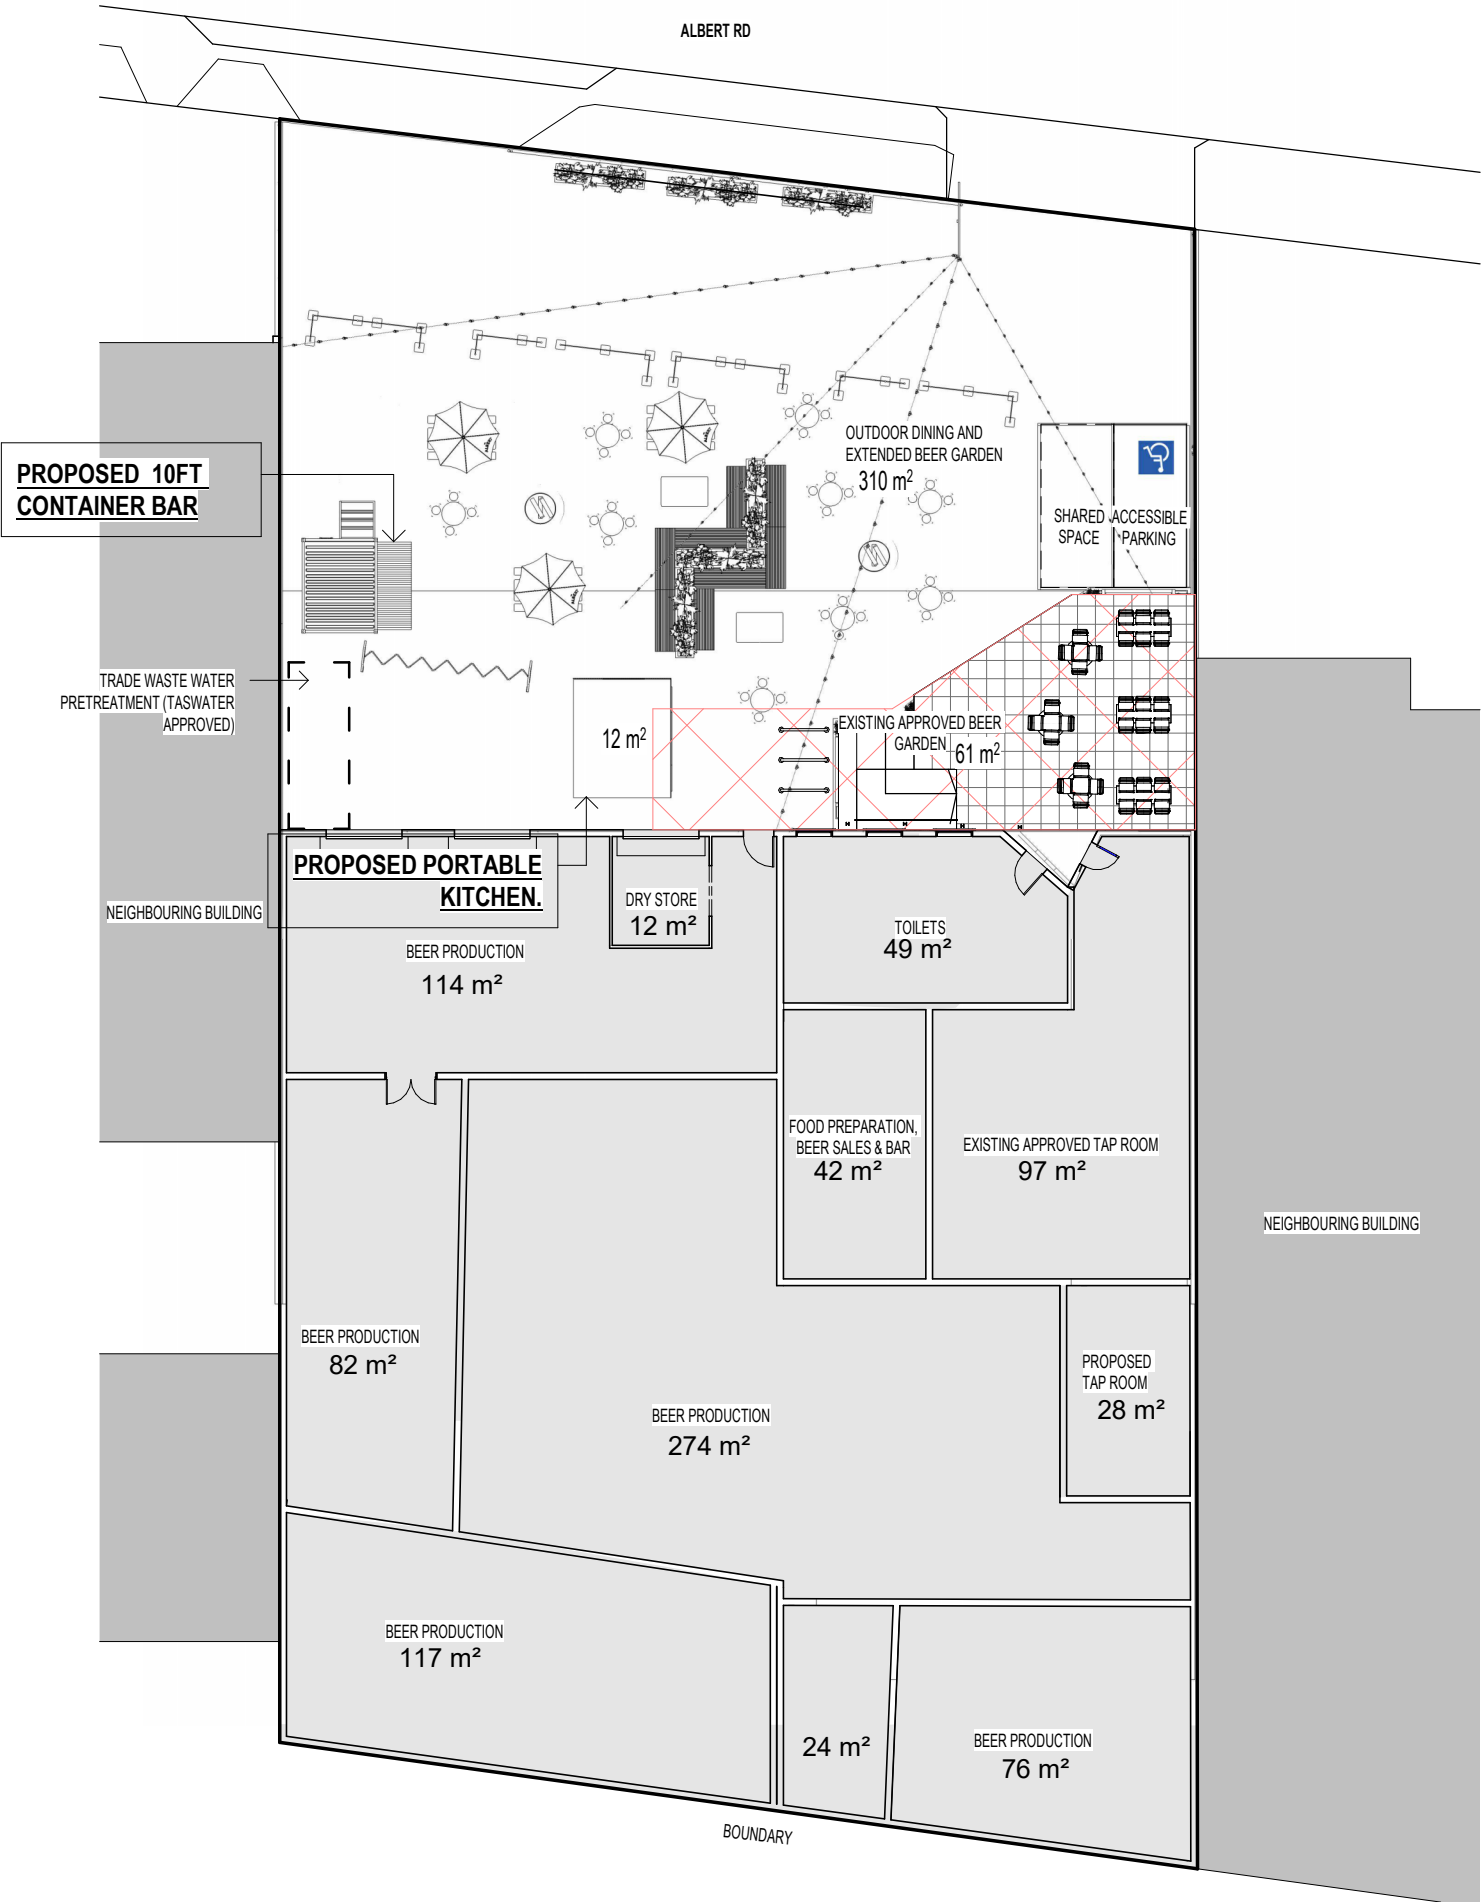 ALBERT RD
OUTDOOR DINING AND
EXTENDED BEER GARDEN
310 m²
PROPOSED 10FT
CONTAINER BAR
SHARED
SPACE
ACCESSIBLE
PARKING
TRADE WASTE WATER
PRETREATMENT (TASWATER
APPROVED)
12 m²
EXISTING APPROVED BEER
GARDEN
61 m²
PROPOSED PORTABLE
KITCHEN.
NEIGHBOURING BUILDING
DRY STORE
12 m²
BEER PRODUCTION
114 m²
TOILETS
49 m²
FOOD PREPARATION,
BEER SALES & BAR
42 m²
EXISTING APPROVED TAP ROOM
97 m²
NEIGHBOURING BUILDING
BEER PRODUCTION
82 m²
PROPOSED
TAP ROOM
28 m²
BEER PRODUCTION
274 m²
BEER PRODUCTION
117 m²
24 m²
BEER PRODUCTION
76 m²
BOUNDARY